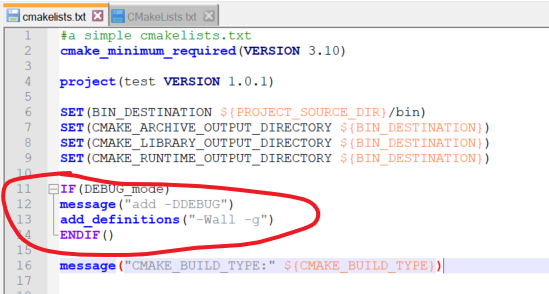 cmakelists.txt CMakeLists.txt
1 #a simple cmakelists.txt
2 cmake_minimum_required(VERSION 3.10)
3
4 project(test VERSION 1.0.1)
5
6 SET(BIN_DESTINATION ${PROJECT_SOURCE_DIR}/bin)
7 SET(CMAKE_ARCHIVE_OUTPUT_DIRECTORY ${BIN_DESTINATION})
8 SET(CMAKE_LIBRARY_OUTPUT_DIRECTORY ${BIN_DESTINATION})
9 SET(CMAKE_RUNTIME_OUTPUT_DIRECTORY ${BIN_DESTINATION})
10
11 IF(DEBUG_mode)
12 message("add -DDEBUG")
13 add_definitions("-Wall -g")
14 ENDIF()
15
16 message("CMAKE_BUILD_TYPE:" ${CMAKE_BUILD_TYPE})
17